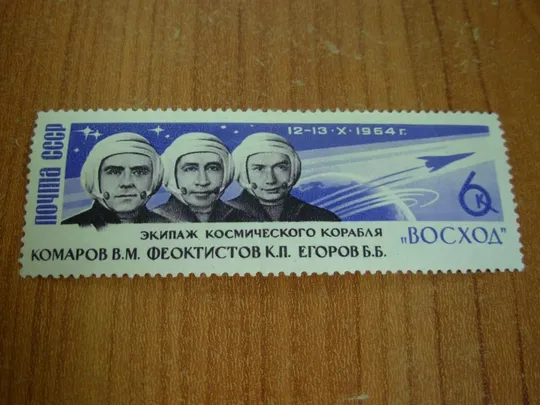 ПОЧТА СССР
12-13·X·1964 г.
6 к
ЭКИПАЖ КОСМИЧЕСКОГО КОРАБЛЯ
КОМАРОВ В.М. ФЕОКТИСТОВ К.П. ЕГОРОВ Б.Б.
„ВОСХОД"